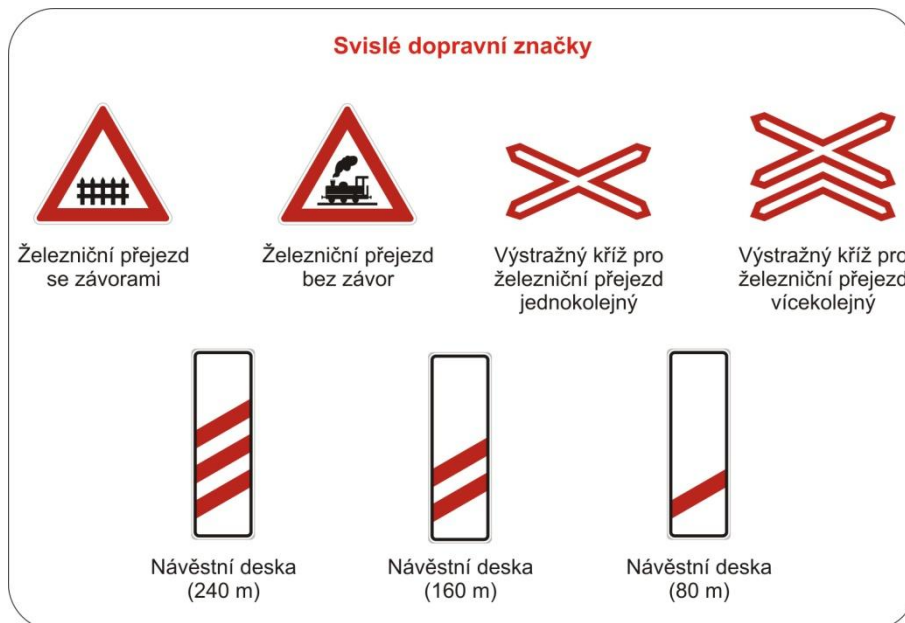 Svislé dopravní značky
Železniční přejezd
se závorami
Železniční přejezd
bez závor
Výstražný kříž pro
železniční přejezd
jednokolejný
Výstražný kříž pro
železniční přejezd
vícekolejný
Návěstní deska
(240 m)
Návěstní deska
(160 m)
Návěstní deska
(80 m)